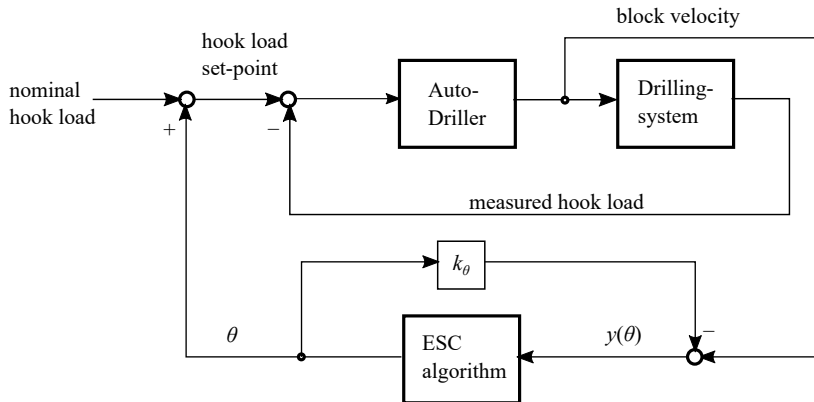 block velocity
hook load
set-point
nominal
hook load
+
−
Auto-
Driller
Drilling-
system
measured hook load
kθ
−
θ
ESC
algorithm
y(θ)